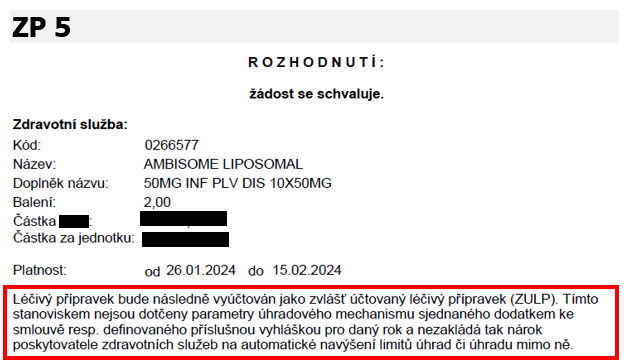 ZP 5
R O Z H O D N U T Í :
žádost se schvaluje.
Zdravotní služba:
Kód: 0266577
Název: AMBISOME LIPOSOMAL
Doplněk názvu: 50MG INF PLV DIS 10X50MG
Balení: 2,00
Částka :
Částka za jednotku:
Platnost: od 26.01.2024 do 15.02.2024
Léčivý přípravek bude následně vyúčtován jako zvlášť účtovaný léčivý přípravek (ZULP). Tímto
stanoviskem nejsou dotčeny parametry úhradového mechanismu sjednaného dodatkem ke
smlouvě resp. definovaného příslušnou vyhláškou pro daný rok a nezakládá tak nárok
poskytovatele zdravotních služeb na automatické navýšení limitů úhrad či úhradu mimo ně.